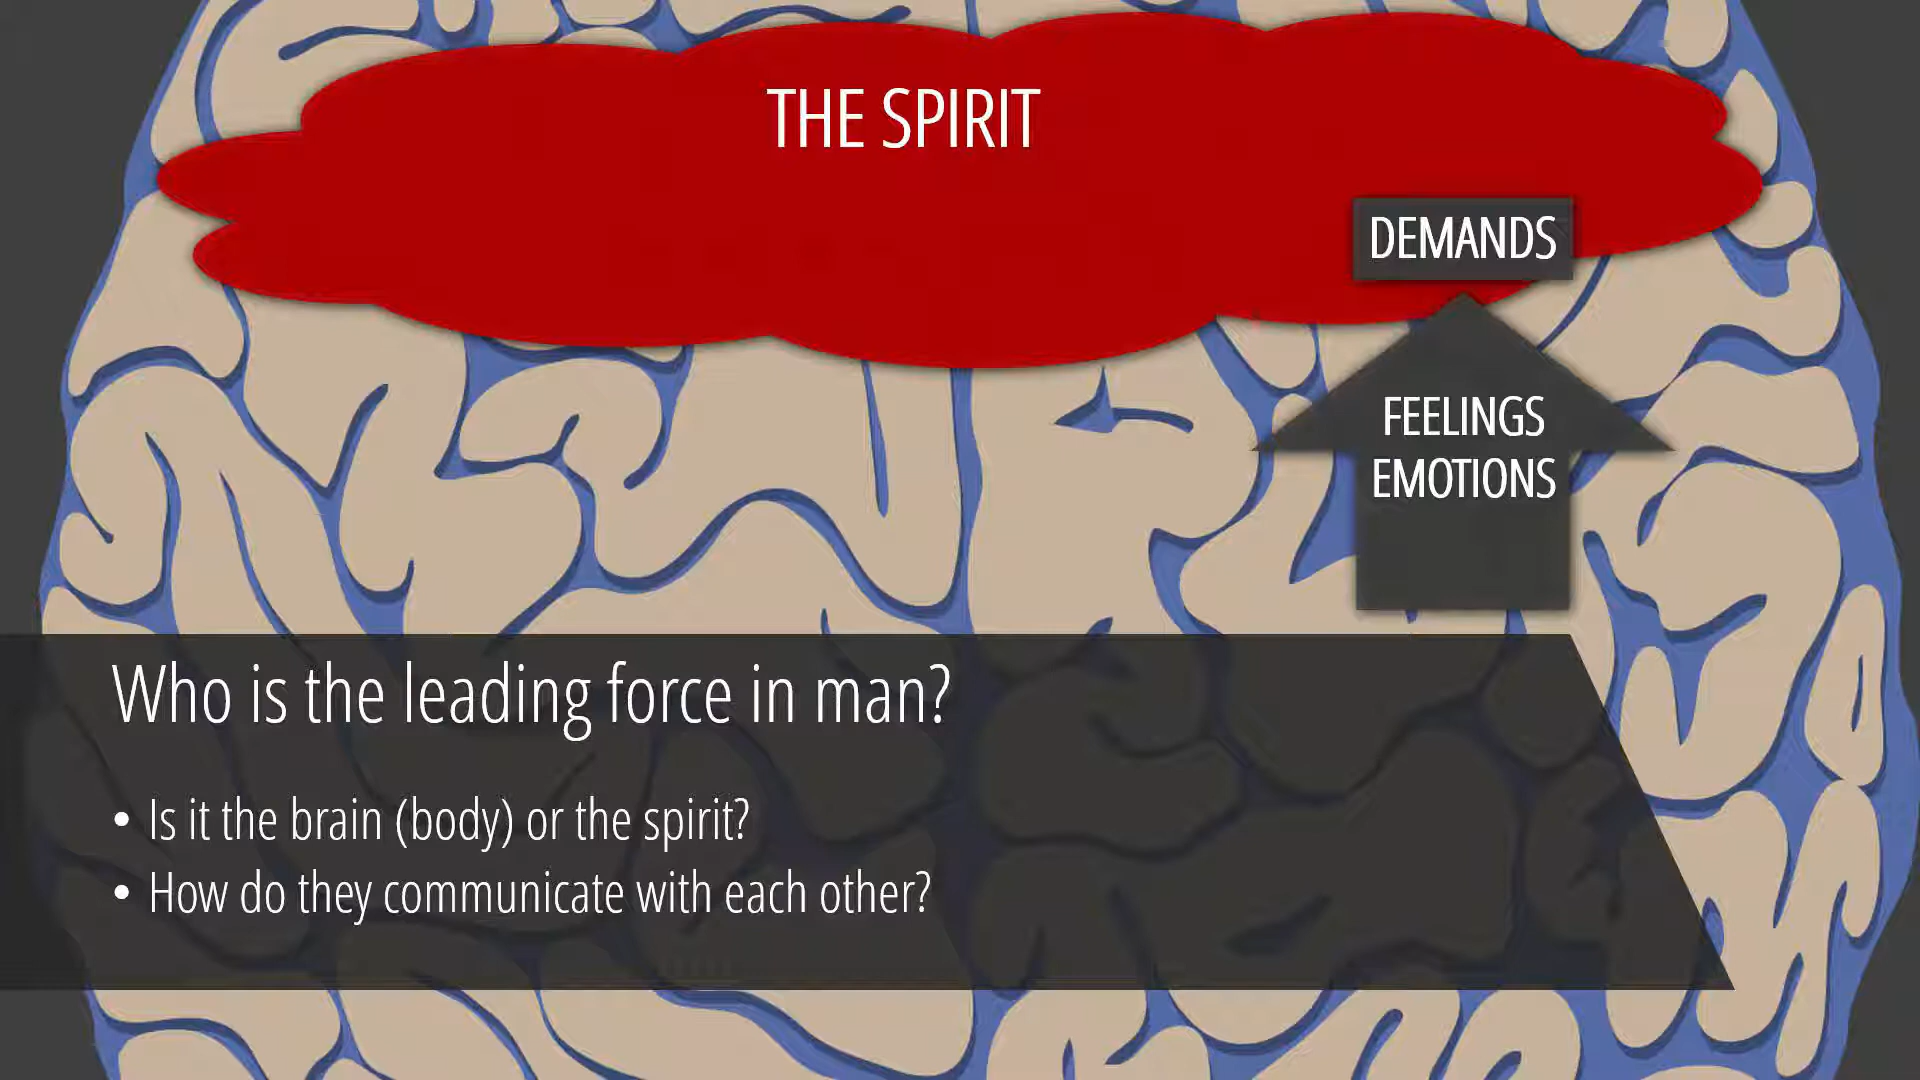 THE SPIRIT
DEMANDS
FEELINGS
EMOTIONS
Who is the leading force in man?
• Is it the brain (body) or the spirit?
• How do they communicate with each other?